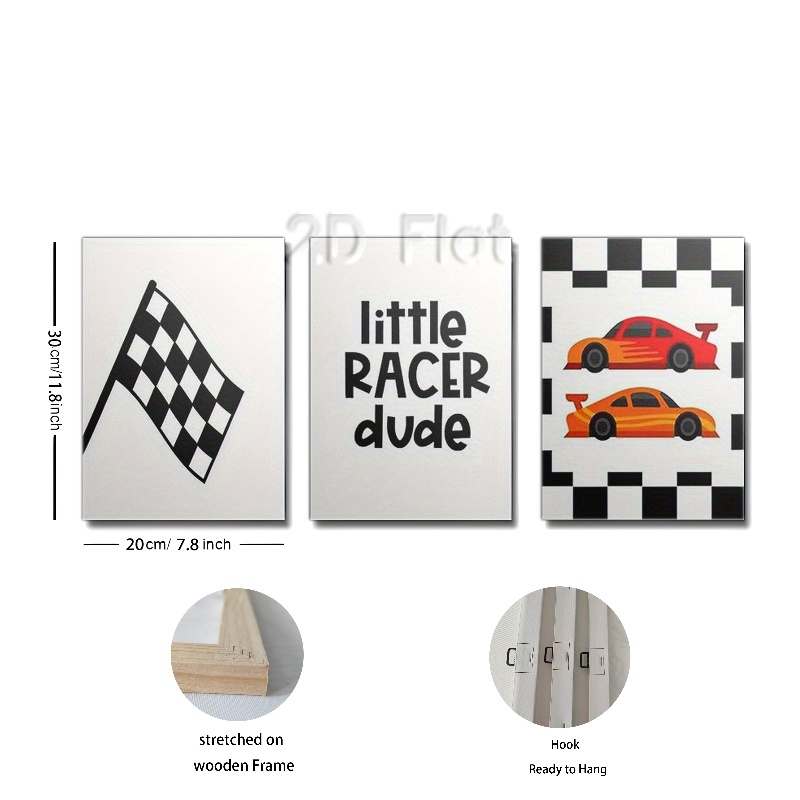 2D Flat
little
RACER
dude
30cm/11.8inch
20cm/ 7.8 inch
stretched on
wooden Frame
Hook
Ready to Hang